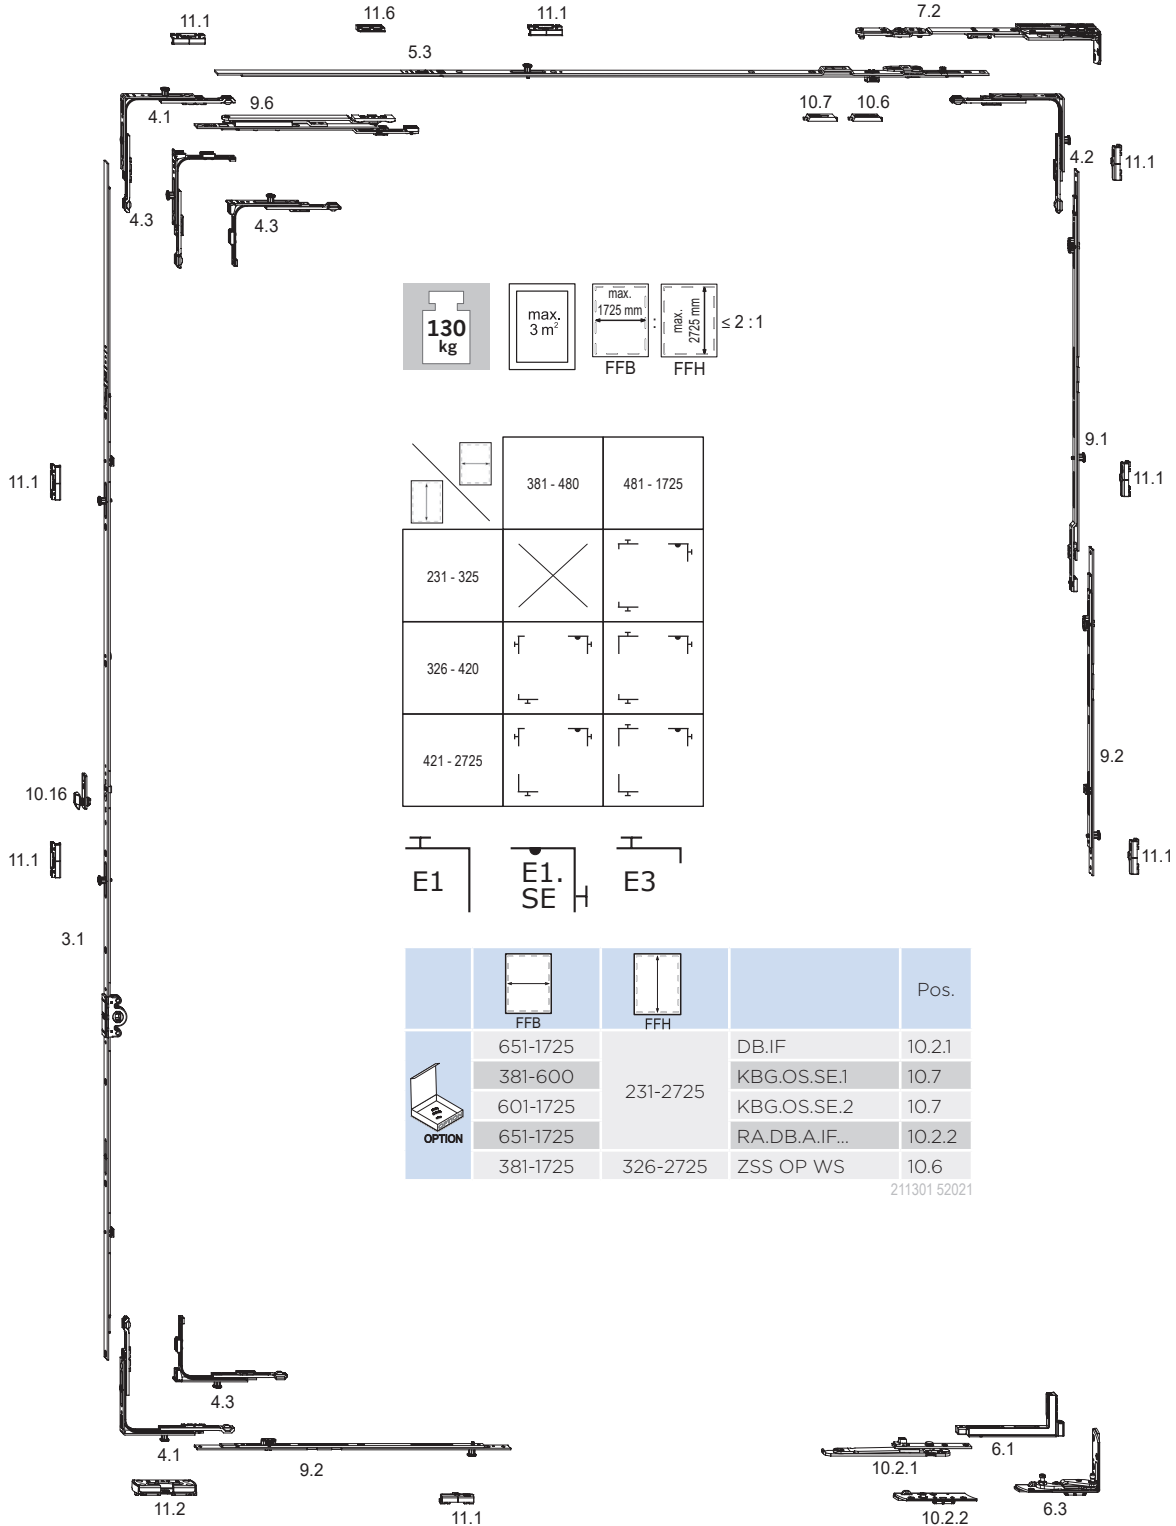 11.1
11.6
11.1
7.2
5.3
4.1
9.6
10.7
10.6
4.2
11.1
4.3
4.3
130
kg
max.
3 m²
max.
1725 mm
FFB
:
max.
2725 mm
FFH
≤ 2 : 1
9.1
11.1
11.1
381 - 480
481 - 1725
231 - 325
326 - 420
421 - 2725
9.2
10.16
11.1
11.1
E1
E1.
SE
E3
3.1
FFB
FFH
Pos.
OPTION
651-1725
231-2725
DB.IF
10.2.1
381-600
KBG.OS.SE.1
10.7
601-1725
KBG.OS.SE.2
10.7
651-1725
RA.DB.A.IF...
10.2.2
381-1725
326-2725
ZSS OP WS
10.6
211301 52021
4.3
4.1
9.2
6.1
10.2.1
11.2
11.1
10.2.2
6.3